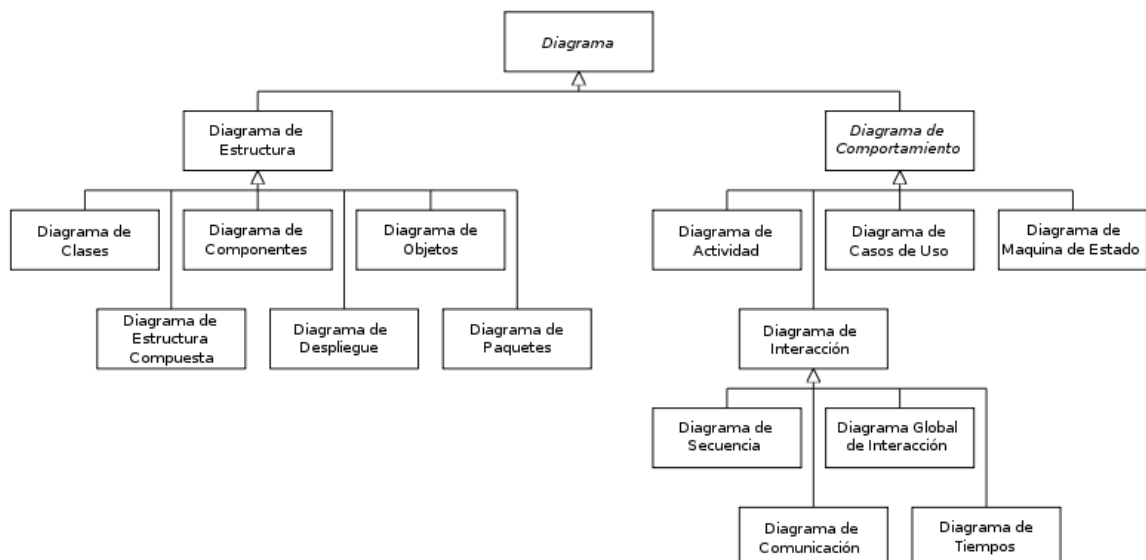 Diagrama
Diagrama de
Estructura
Diagrama de
Comportamiento
Diagrama de
Clases
Diagrama de
Componentes
Diagrama de
Objetos
Diagrama de
Actividad
Diagrama de
Casos de Uso
Diagrama de
Maquina de Estado
Diagrama de
Estructura
Compuesta
Diagrama de
Despliegue
Diagrama de
Paquetes
Diagrama de
Interacción
Diagrama de
Secuencia
Diagrama Global
de Interacción
Diagrama de
Comunicación
Diagrama de
Tiempos